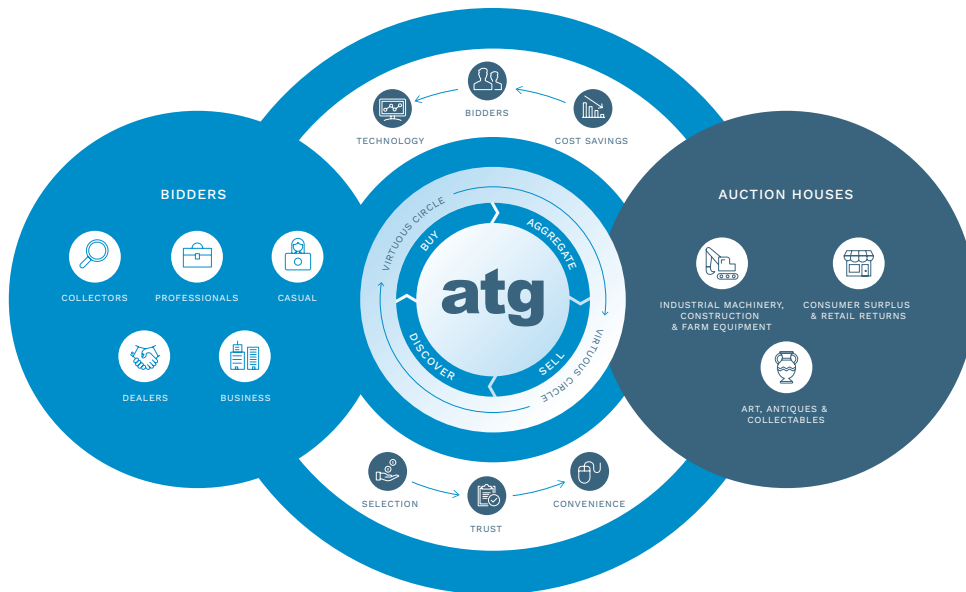 BIDDERS
TECHNOLOGY
COST SAVINGS
BIDDERS
COLLECTORS
PROFESSIONALS
CASUAL
DEALERS
BUSINESS
VIRTUOUS CIRCLE
BUY
AGGREGATE
atg
DISCOVER
SELL
VIRTUOUS CIRCLE
AUCTION HOUSES
INDUSTRIAL MACHINERY,
CONSTRUCTION
& FARM EQUIPMENT
CONSUMER SURPLUS
& RETAIL RETURNS
ART, ANTIQUES &
COLLECTABLES
SELECTION
TRUST
CONVENIENCE